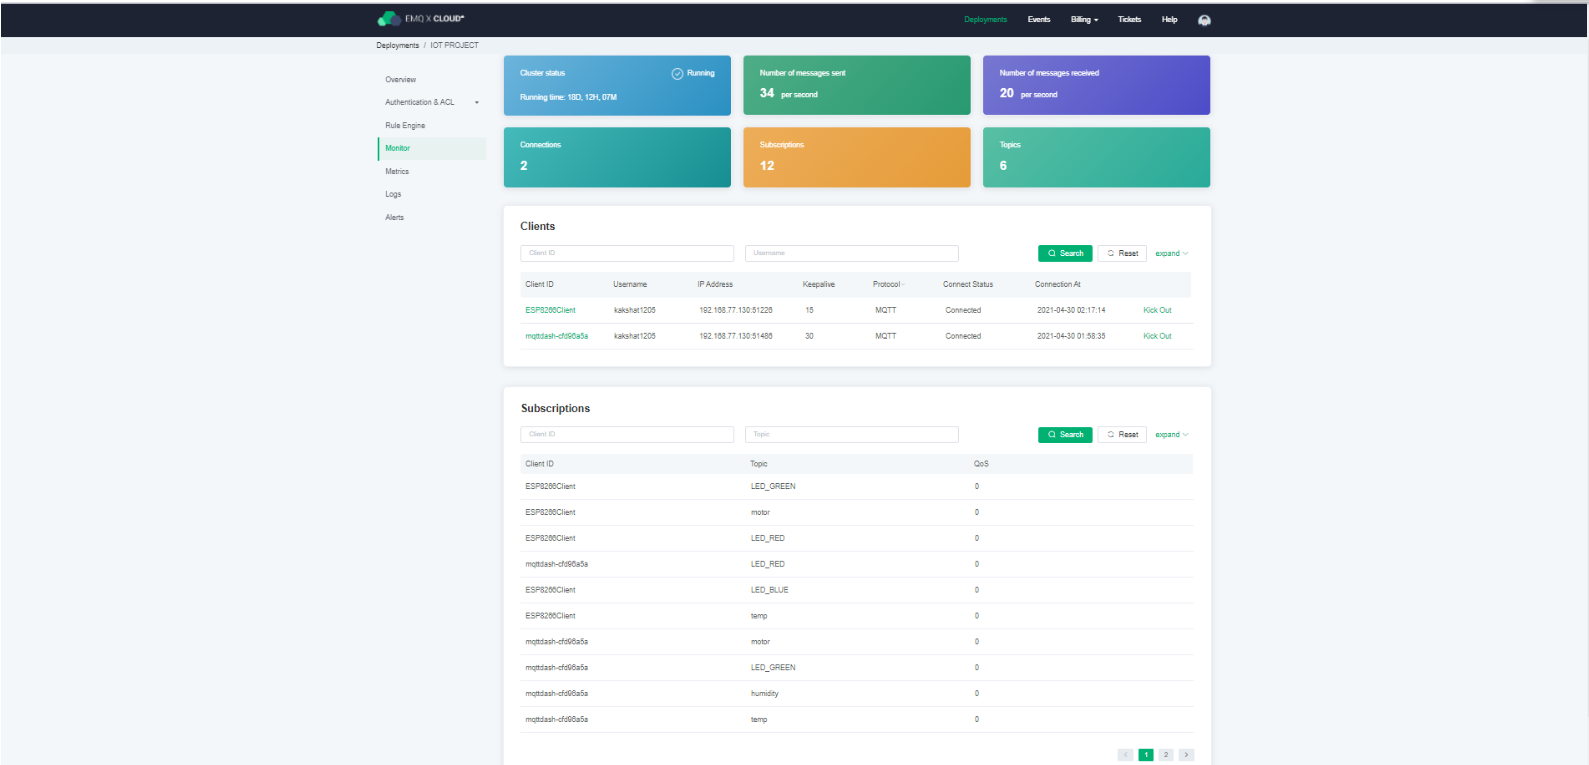 EMQ X CLOUD
Deployments Events Billing Tickets Help
Deployments / IOT PROJECT
Overview
Authentication & ACL
Rule Engine
Monitor
Metrics
Logs
Alerts
Cluster status Running
Running time: 18D, 12H, 07M
Number of messages sent
34 per second
Number of messages received
20 per second
Connections
2
Subscriptions
12
Topics
6
Clients
Client ID Username Search Reset expand
Client ID Username IP Address Keepalive Protocol Connect Status Connection At
ESP8266Client kakshat1205 192.168.77.130:51226 15 MQTT Connected 2021-04-30 02:17:14 Kick Out
mqttdash-cfd96a5a kakshat1205 192.168.77.130:51486 30 MQTT Connected 2021-04-30 01:58:35 Kick Out
Subscriptions
Client ID Topic Search Reset expand
Client ID Topic QoS
ESP8266Client LED_GREEN 0
ESP8266Client motor 0
ESP8266Client LED_RED 0
mqttdash-cfd96a5a LED_RED 0
ESP8266Client LED_BLUE 0
ESP8266Client temp 0
mqttdash-cfd96a5a motor 0
mqttdash-cfd96a5a LED_GREEN 0
mqttdash-cfd96a5a humidity 0
mqttdash-cfd96a5a temp 0
< 1 2 >